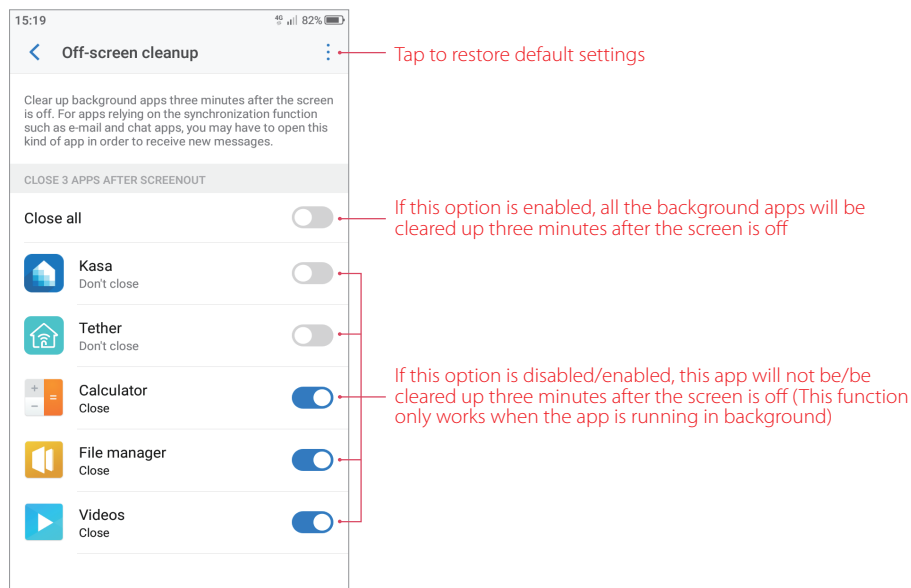 15:19
4G 82%
Off-screen cleanup
Tap to restore default settings
Clear up background apps three minutes after the screen
is off. For apps relying on the synchronization function
such as e-mail and chat apps, you may have to open this
kind of app in order to receive new messages.
CLOSE 3 APPS AFTER SCREENOUT
Close all
If this option is enabled, all the background apps will be
cleared up three minutes after the screen is off
Kasa
Don't close
Tether
Don't close
Calculator
Close
If this option is disabled/enabled, this app will not be/be
cleared up three minutes after the screen is off (This function
only works when the app is running in background)
File manager
Close
Videos
Close